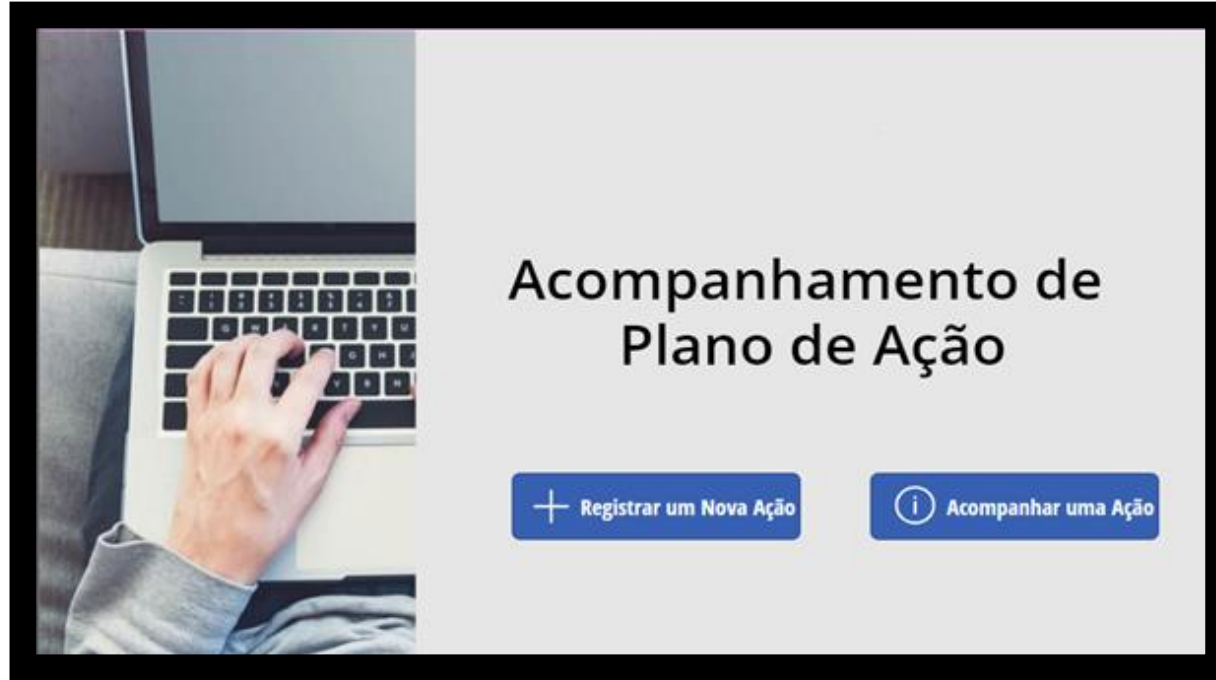 Acompanhamento de
Plano de Ação
Registrar um Nova Ação
Acompanhar uma Ação